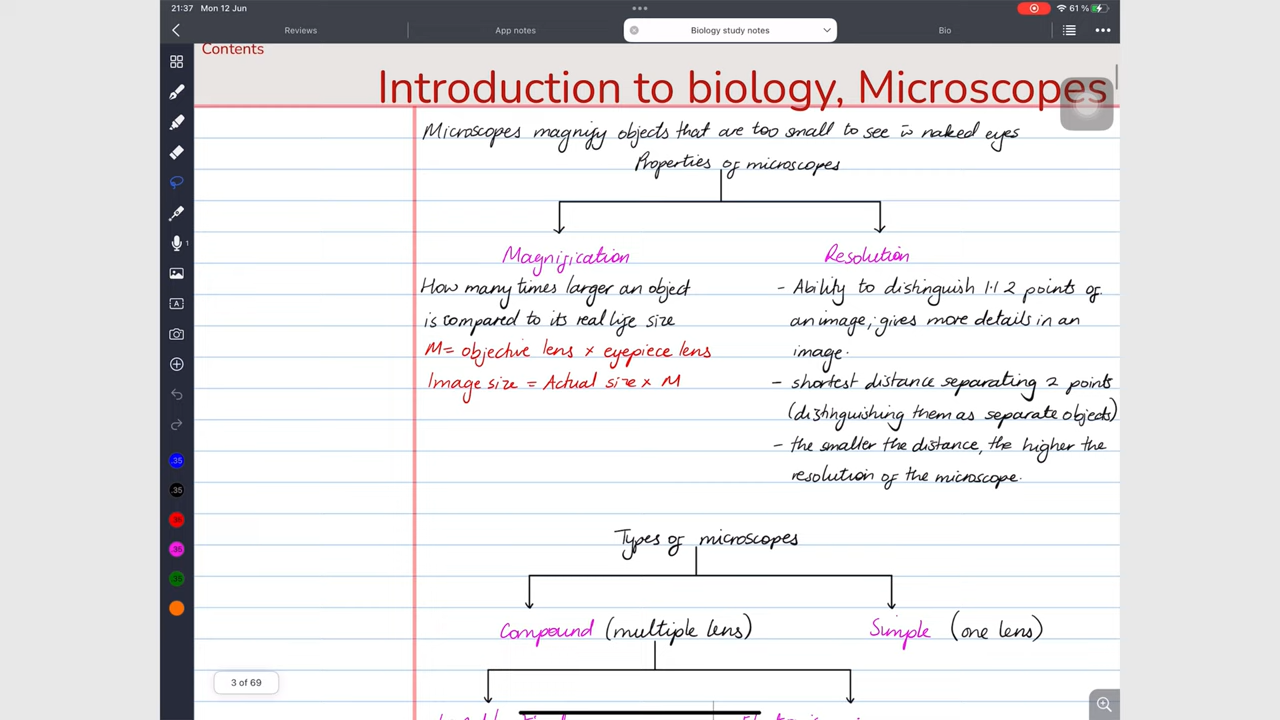 21:37 Mon 12 Jun
61 %
Reviews
App notes
Biology study notes
Bio
Contents
Introduction to biology, Microscopes
Microscopes magnify objects that are too small to see naked eyes
Properties of microscopes
Magnification
How many times larger an object
is compared to its real life size
M= objective lens × eyepiece lens
Image size = Actual size × M
Resolution
- Ability to distinguish 2 points of
an image, gives more details in an
image.
- shortest distance separating 2 points
(distinguishing them as separate objects)
- the smaller the distance, the higher the
resolution of the microscope.
Types of microscopes
Compound (multiple lens)
Simple (one lens)
1
.35
.35
.35
.35
3 of 69